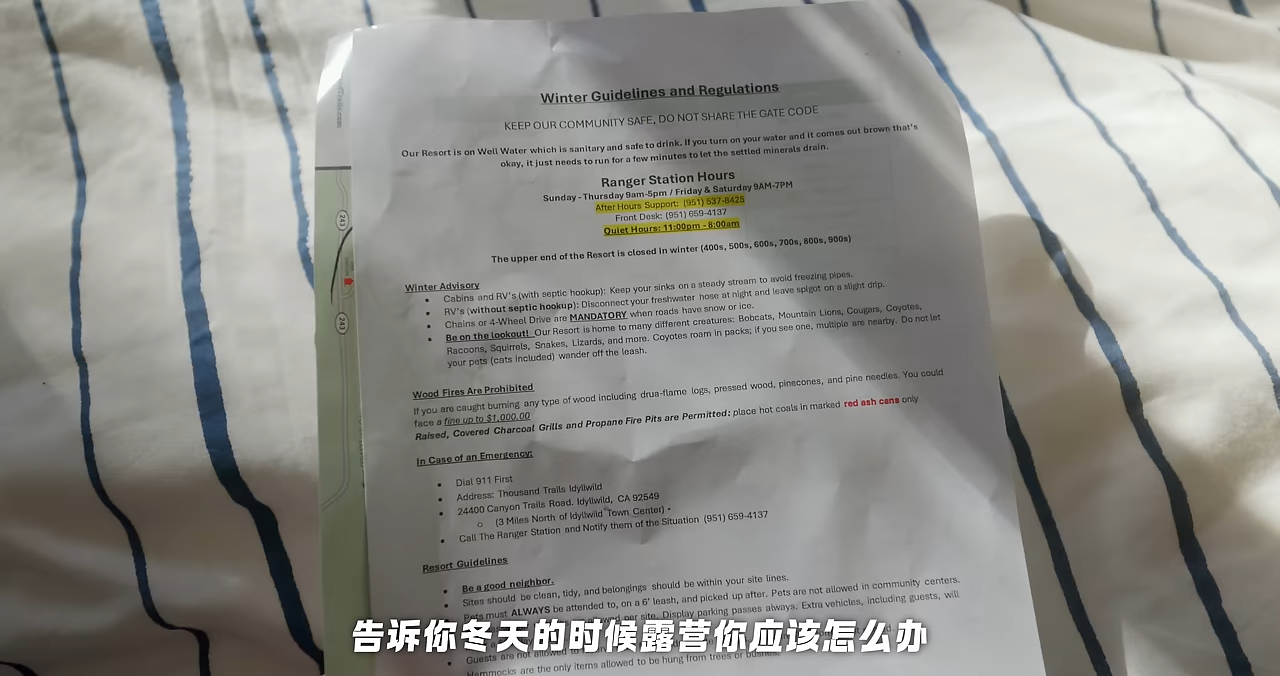 Winter Guidelines and Regulations
KEEP OUR COMMUNITY SAFE, DO NOT SHARE THE GATE CODE
Our Resort is on Well Water which is sanitary and safe to drink. If you turn on your water and it comes out brown that's
okay, it just needs to run for a few minutes to let the settled minerals drain.
Ranger Station Hours
Sunday - Thursday 9am-5pm / Friday & Saturday 9AM-7PM
After Hours Support: (951) 537-8425
Front Desk: (951) 659-4137
Quiet Hours: 11:00pm - 8:00am
The upper end of the Resort is closed in winter (400s, 500s, 600s, 700s, 800s, 900s)
Winter Advisory
• Cabins and RV's (with septic hookup): Keep your sinks on a steady stream to avoid freezing pipes.
• RV's (without septic hookup): Disconnect your freshwater hose at night and leave spigot on a slight drip.
• Chains or 4-Wheel Drive are MANDATORY when roads have snow or ice.
• Be on the lookout! Our Resort is home to many different creatures: Bobcats, Mountain Lions, Cougars, Coyotes,
Racoons, Squirrels, Snakes, Lizards, and more. Coyotes roam in packs; if you see one, multiple are nearby. Do not let
your pets (cats included) wander off the leash.
Wood Fires Are Prohibited
If you are caught burning any type of wood including drua-flame logs, pressed wood, pinecones, and pine needles. You could
face a fine up to $1,000.00
Raised, Covered Charcoal Grills and Propane Fire Pits are Permitted: place hot coals in marked red ash cans only
In Case of an Emergency:
• Dial 911 First
• Address: Thousand Trails Idyllwild
• 24400 Canyon Trails Road. Idyllwild, CA 92549
o (3 Miles North of Idyllwild Town Center)
• Call The Ranger Station and Notify them of the Situation (951) 659-4137
Resort Guidelines
• Be a good neighbor.
• Sites should be clean, tidy, and belongings should be within your site lines.
• Pets must ALWAYS be attended to, on a 6' leash, and picked up after. Pets are not allowed in community centers.
per site. Display parking passes always. Extra vehicles, including guests, will
• Guests are not allowed
Hammocks are the only items allowed to be hung from trees or
告诉你冬天的时候露营你应该怎么办
243
243